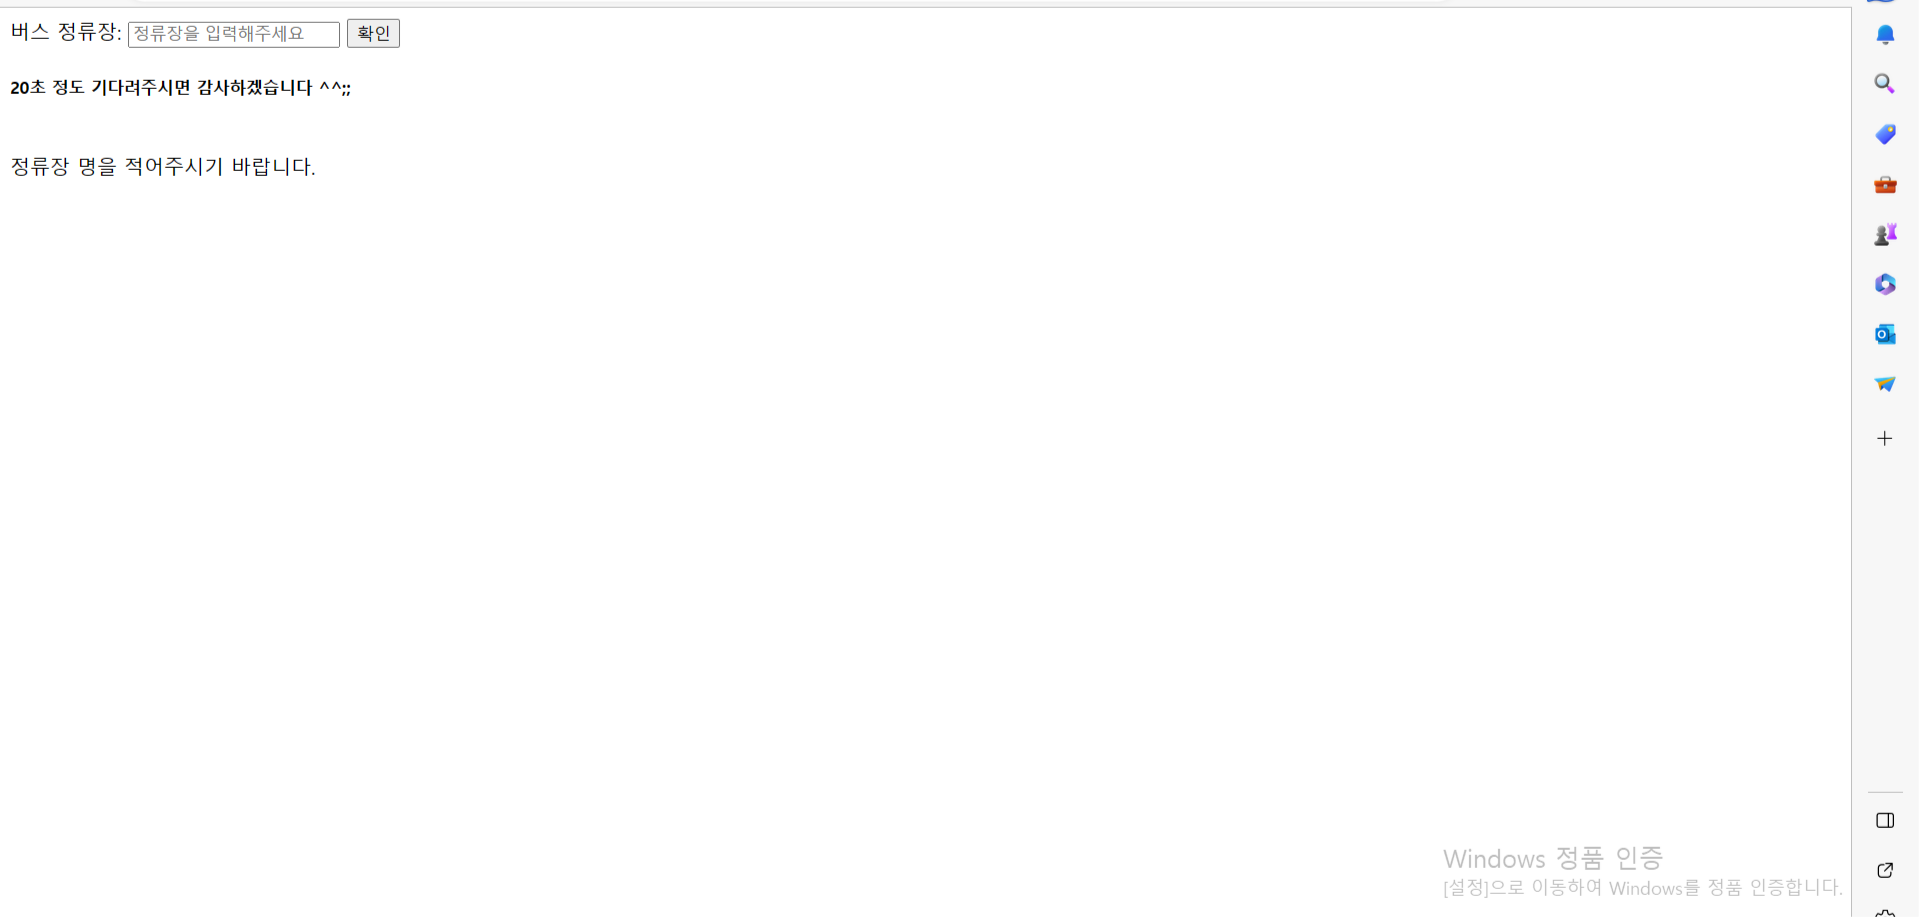 버스 정류장: 정류장을 입력해주세요 확인
20초 정도 기다려주시면 감사하겠습니다 ^^;;
정류장 명을 적어주시기 바랍니다.
Windows 정품 인증
[설정]으로 이동하여 Windows를 정품 인증합니다.